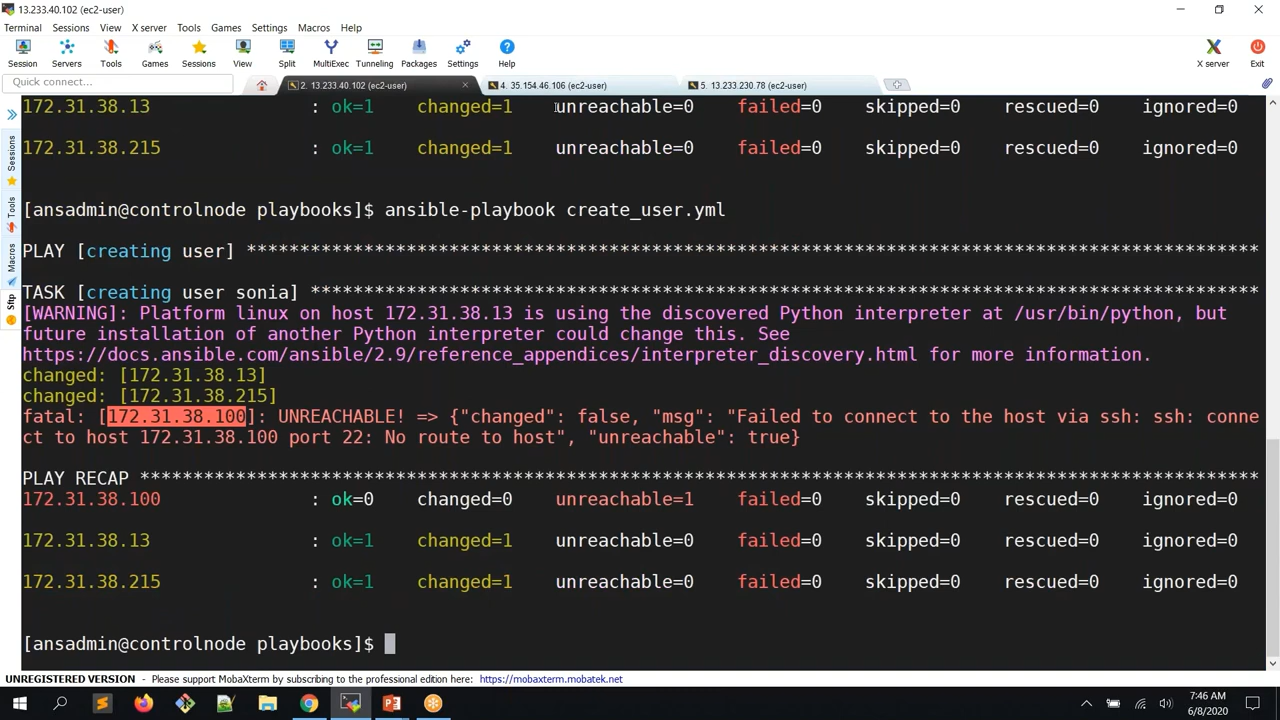 13.233.40.102 (ec2-user)
Terminal Sessions View X server Tools Games Settings Macros Help
Session Servers Tools Games Sessions View Split MultiExec Tunneling Packages Settings Help X server Exit
Quick connect...
2. 13.233.40.102 (ec2-user)
4. 35.154.46.106 (ec2-user)
5. 13.233.230.78 (ec2-user)
Sessions
Tools
Macros
Sftp
172.31.38.13 : ok=1 changed=1 unreachable=0 failed=0 skipped=0 rescued=0 ignored=0
172.31.38.215 : ok=1 changed=1 unreachable=0 failed=0 skipped=0 rescued=0 ignored=0
[ansadmin@controlnode playbooks]$ ansible-playbook create_user.yml
PLAY [creating user] *********************************************************************************************
TASK [creating user sonia] *****************************************************************************************
[WARNING]: Platform linux on host 172.31.38.13 is using the discovered Python interpreter at /usr/bin/python, but
future installation of another Python interpreter could change this. See
https://docs.ansible.com/ansible/2.9/reference_appendices/interpreter_discovery.html for more information.
changed: [172.31.38.13]
changed: [172.31.38.215]
fatal: [172.31.38.100]: UNREACHABLE! => {"changed": false, "msg": "Failed to connect to the host via ssh: ssh: conne
ct to host 172.31.38.100 port 22: No route to host", "unreachable": true}
PLAY RECAP *********************************************************************************************************
172.31.38.100 : ok=0 changed=0 unreachable=1 failed=0 skipped=0 rescued=0 ignored=0
172.31.38.13 : ok=1 changed=1 unreachable=0 failed=0 skipped=0 rescued=0 ignored=0
172.31.38.215 : ok=1 changed=1 unreachable=0 failed=0 skipped=0 rescued=0 ignored=0
[ansadmin@controlnode playbooks]$
UNREGISTERED VERSION - Please support MobaXterm by subscribing to the professional edition here: https://mobaxterm.mobatek.net
7:46 AM
6/8/2020